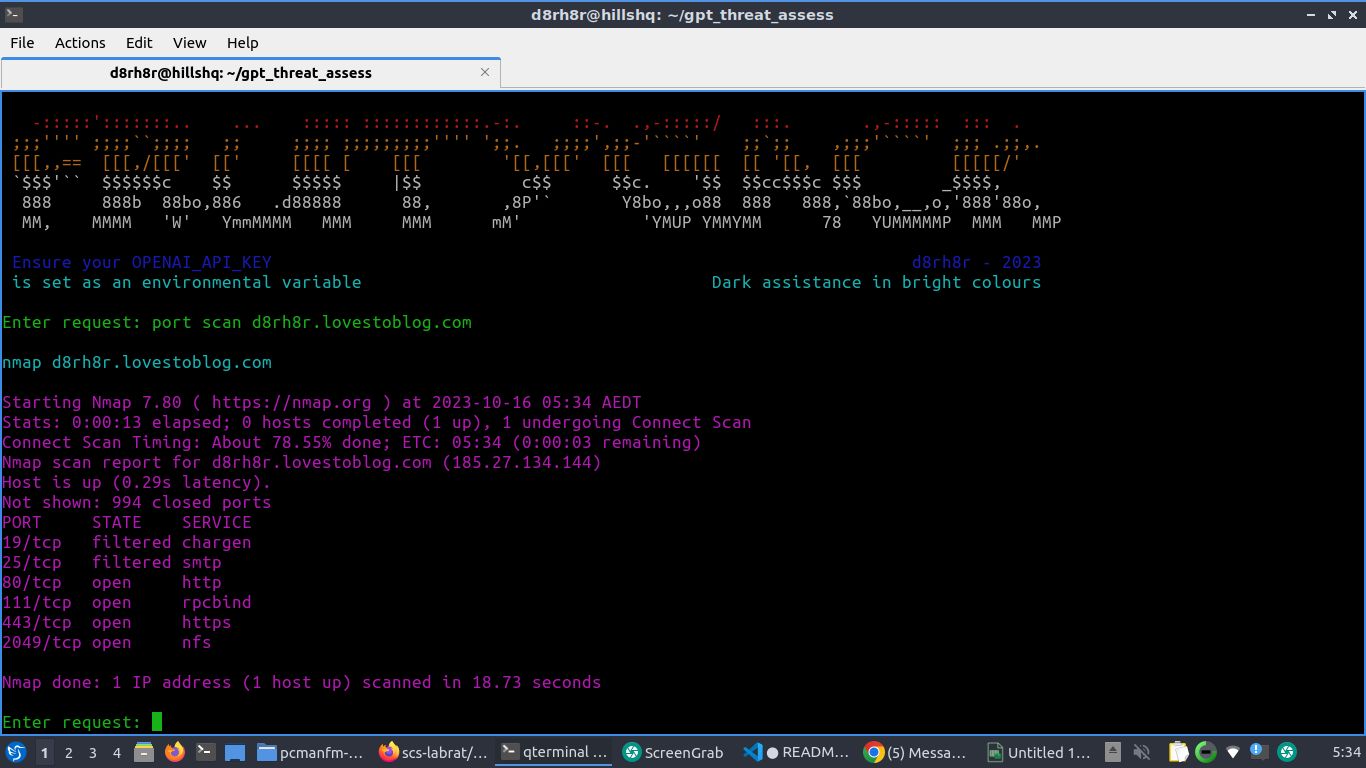 d8rh8r@hillshq: ~/gpt_threat_assess
File Actions Edit View Help
d8rh8r@hillshq: ~/gpt_threat_assess
-:::::':::::::.. ... ::::: ::::::::::::.-:. ::-. .,-:::::/ :::. .,-::::: ::: .
;;;'''' ;;;;``;;;; ;; ;;;; ;;;;;;;;;'''' ';;. ;;;;',;;-'````' ;;`;; ,;;;'````' ;;; .;;,.
[[[,,== [[[,/[[[' [[' [[[[ [ [[[ '[[,[[[' [[[ [[[[[[ [[ '[[, [[[ [[[[[/'
`$$$'`` $$$$$$c $$ $$$$$ |$$ c$$ $$c. '$$ $$cc$$$c $$$ _$$$$,
888 888b 88bo,886 .d88888 88, ,8P'` Y8bo,,,o88 888 888,`88bo,__,o,'888'88o,
MM, MMMM 'W' YmmMMMM MMM MMM mM' 'YMUP YMMYMM 78 YUMMMMMP MMM MMP
Ensure your OPENAI_API_KEY d8rh8r - 2023
is set as an environmental variable Dark assistance in bright colours
Enter request: port scan d8rh8r.lovestoblog.com
nmap d8rh8r.lovestoblog.com
Starting Nmap 7.80 ( https://nmap.org ) at 2023-10-16 05:34 AEDT
Stats: 0:00:13 elapsed; 0 hosts completed (1 up), 1 undergoing Connect Scan
Connect Scan Timing: About 78.55% done; ETC: 05:34 (0:00:03 remaining)
Nmap scan report for d8rh8r.lovestoblog.com (185.27.134.144)
Host is up (0.29s latency).
Not shown: 994 closed ports
PORT STATE SERVICE
19/tcp filtered chargen
25/tcp filtered smtp
80/tcp open http
111/tcp open rpcbind
443/tcp open https
2049/tcp open nfs
Nmap done: 1 IP address (1 host up) scanned in 18.73 seconds
Enter request:
1 2 3 4 pcmanfm-... scs-labrat/... qterminal ... ScreenGrab ● README... (5) Messa... Untitled 1... 5:34